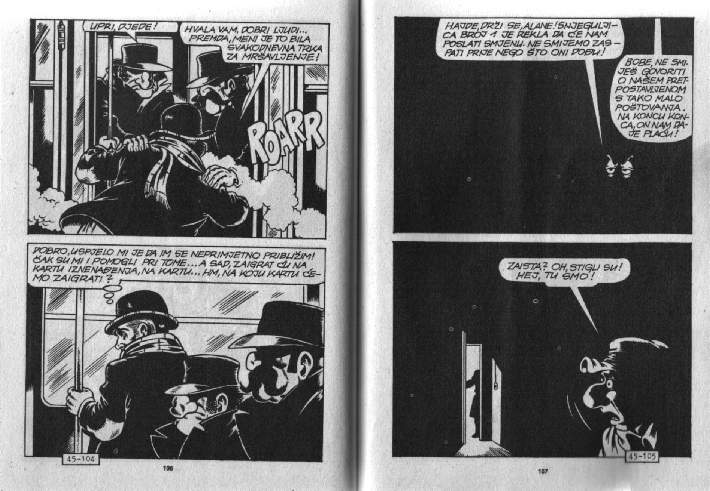 UPRI, DJEDE!
HVALA VAM, DOBRI LJUDI...
PREMDA, MENI JE TO BILA
SVAKODNEVNA TRKA
ZA MRŠAVLJENJE!
ROARR
DOBRO, USPJELO MI JE DA IM SE NEPRIMJETNO PRIBLIŽIM!
ČAK SU MI I POMOGLI PRI TOME... A SAD, ZAIGRAT ĆU NA
KARTU IZNENAĐENJA, NA KARTU... HM, NA KOJU KARTU ĆE-
MO ZAIGRATI?
45-104
106
HAJDE, DRŽI SE, ALANE! SNJEGULJI-
CA BROJ 1 JE REKLA DA ĆE NAM
POSLATI SMJENU. NE SMIJEMO ZAS-
PATI PRIJE NEGO ŠTO ONI DOĐU!
BOBE, NE SMI-
JEŠ GOVORITI
O NAŠEM PRET-
POSTAVLJENOM
S TAKO MALO
POŠTOVANJA.
NA KONCU KON-
CA, ON NAM DA-
JE PLAĆU!
ZAISTA? OH, STIGLI SU!
HEJ, TU SMO!
45-105
107